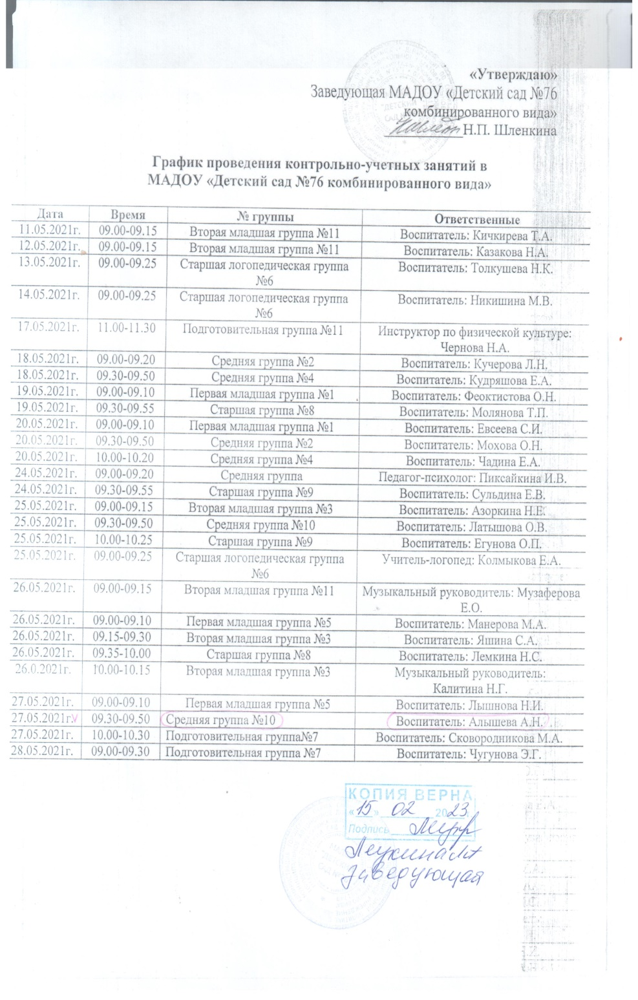 «Утверждаю»
Заведующая МАДОУ «Детский сад №76
комбинированного вида»
Н.П. Шленкина
График проведения контрольно-учетных занятий в
МАДОУ «Детский сад №76 комбинированного вида»
Дата Время № группы Ответственные
11.05.2021г. 09.00-09.15 Вторая младшая группа №11 Воспитатель: Кичкирева Т.А.
12.05.2021г. 09.00-09.15 Вторая младшая группа №11 Воспитатель: Казакова Н.А.
13.05.2021г. 09.00-09.25 Старшая логопедическая группа Воспитатель: Толкушева Н.К.
№6
14.05.2021г. 09.00-09.25 Старшая логопедическая группа Воспитатель: Никишина М.В.
№6
17.05.2021г. 11.00-11.30 Подготовительная группа №11 Инструктор по физической культуре:
Чернова Н.А.
18.05.2021г. 09.00-09.20 Средняя группа №2 Воспитатель: Кучерова Л.Н.
18.05.2021г. 09.30-09.50 Средняя группа №4 Воспитатель: Кудряшова Е.А.
19.05.2021г. 09.00-09.10 Первая младшая группа №1 Воспитатель: Феоктистова О.Н.
19.05.2021г. 09.30-09.55 Старшая группа №8 Воспитатель: Молянова Т.П.
20.05.2021г. 09.00-09.10 Первая младшая группа №1 Воспитатель: Евсеева С.И.
20.05.2021г. 09.30-09.50 Средняя группа №2 Воспитатель: Мохова О.Н.
20.05.2021г. 10.00-10.20 Средняя группа №4 Воспитатель: Чадина Е.А.
24.05.2021г. 09.00-09.20 Средняя группа Педагог-психолог: Пиксайкина И.В.
24.05.2021г. 09.30-09.55 Старшая группа №9 Воспитатель: Сульдина Е.В.
25.05.2021г. 09.00-09.15 Вторая младшая группа №3 Воспитатель: Азоркина Н.Е.
25.05.2021г. 09.30-09.50 Средняя группа №10 Воспитатель: Латышова О.В.
25.05.2021г. 10.00-10.25 Старшая группа №9 Воспитатель: Егунова О.П.
25.05.2021г. 09.00-09.25 Старшая логопедическая группа Учитель-логопед: Колмыкова Е.А.
№6
26.05.2021г. 09.00-09.15 Вторая младшая группа №11 Музыкальный руководитель: Музаферова
Е.О.
26.05.2021г. 09.00-09.10 Первая младшая группа №5 Воспитатель: Манерова М.А.
26.05.2021г. 09.15-09.30 Вторая младшая группа №3 Воспитатель: Яшина С.А.
26.05.2021г. 09.35-10.00 Старшая группа №8 Воспитатель: Лемкина Н.С.
26.0.2021г. 10.00-10.15 Вторая младшая группа №3 Музыкальный руководитель:
Калитина Н.Г.
27.05.2021г. 09.00-09.10 Первая младшая группа №5 Воспитатель: Лышнова Н.И.
27.05.2021г. 09.30-09.50 Средняя группа №10 Воспитатель: Алышева А.Н.
27.05.2021г. 10.00-10.30 Подготовительная группа№7 Воспитатель: Сковородникова М.А.
28.05.2021г. 09.00-09.30 Подготовительная группа №7 Воспитатель: Чугунова Э.Г.
КОПИЯ ВЕРНА
«15» 02 2023 г.
Подпись
заведующая